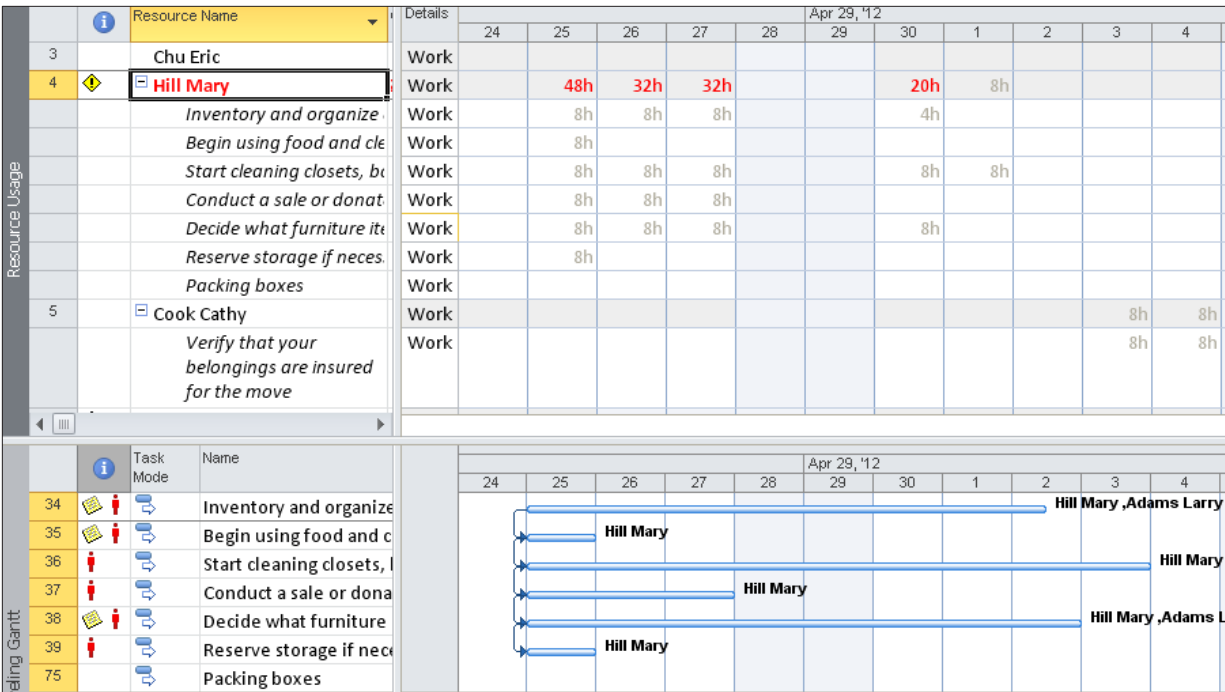 Resource Name Details Apr 29, '12
24 25 26 27 28 29 30 1 2 3 4
3 Chu Eric Work
4 Hill Mary Work 48h 32h 32h 20h 8h
Inventory and organize Work 8h 8h 8h 4h
Begin using food and cle Work 8h
Start cleaning closets, ba Work 8h 8h 8h 8h 8h
Conduct a sale or donat Work 8h 8h 8h
Decide what furniture ite Work 8h 8h 8h 8h
Reserve storage if neces Work 8h
Packing boxes Work
5 Cook Cathy Work 8h 8h
Verify that your Work 8h 8h
belongings are insured
for the move
Resource Usage
Task Name Apr 29, '12
Mode 24 25 26 27 28 29 30 1 2 3 4
34 Inventory and organize Hill Mary ,Adams Larry
35 Begin using food and c Hill Mary
36 Start cleaning closets, Hill Mary
37 Conduct a sale or dona Hill Mary
38 Decide what furniture Hill Mary ,Adams L
39 Reserve storage if nece Hill Mary
75 Packing boxes
eling Gantt